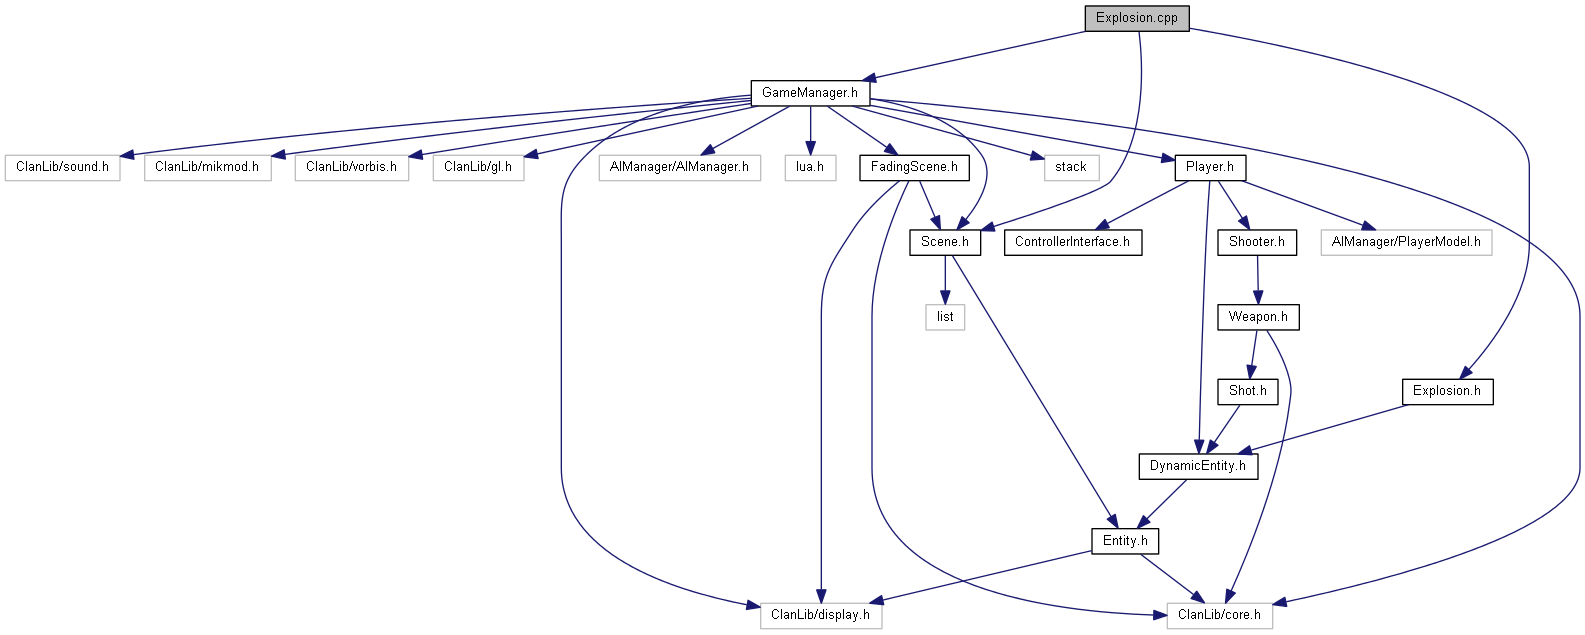 Explosion.cpp
GameManager.h
ClanLib/sound.h
ClanLib/mikmod.h
ClanLib/vorbis.h
ClanLib/gl.h
AIManager/AIManager.h
lua.h
FadingScene.h
stack
Player.h
Scene.h
ControllerInterface.h
Shooter.h
AIManager/PlayerModel.h
list
Weapon.h
Shot.h
Explosion.h
DynamicEntity.h
Entity.h
ClanLib/display.h
ClanLib/core.h